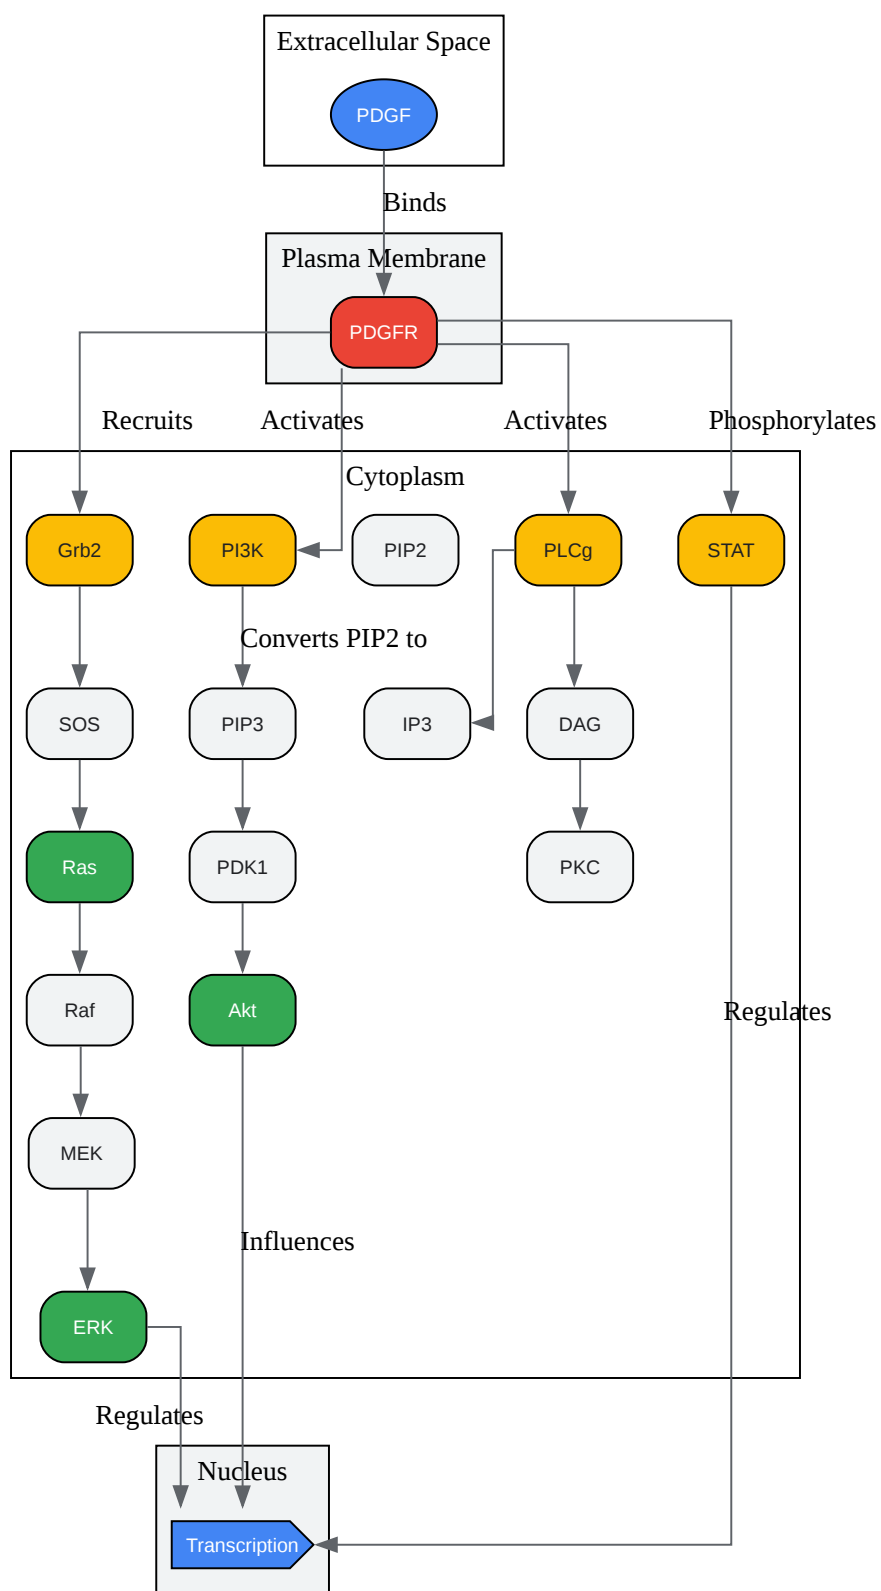 Extracellular Space
PDGF
Binds
Plasma Membrane
PDGFR
Recruits
Activates
Activates
Phosphorylates
Cytoplasm
Grb2
PI3K
PIP2
PLCg
STAT
Converts PIP2 to
SOS
PIP3
IP3
DAG
Ras
PDK1
PKC
Raf
Akt
Regulates
MEK
Influences
ERK
Regulates
Nucleus
Transcription